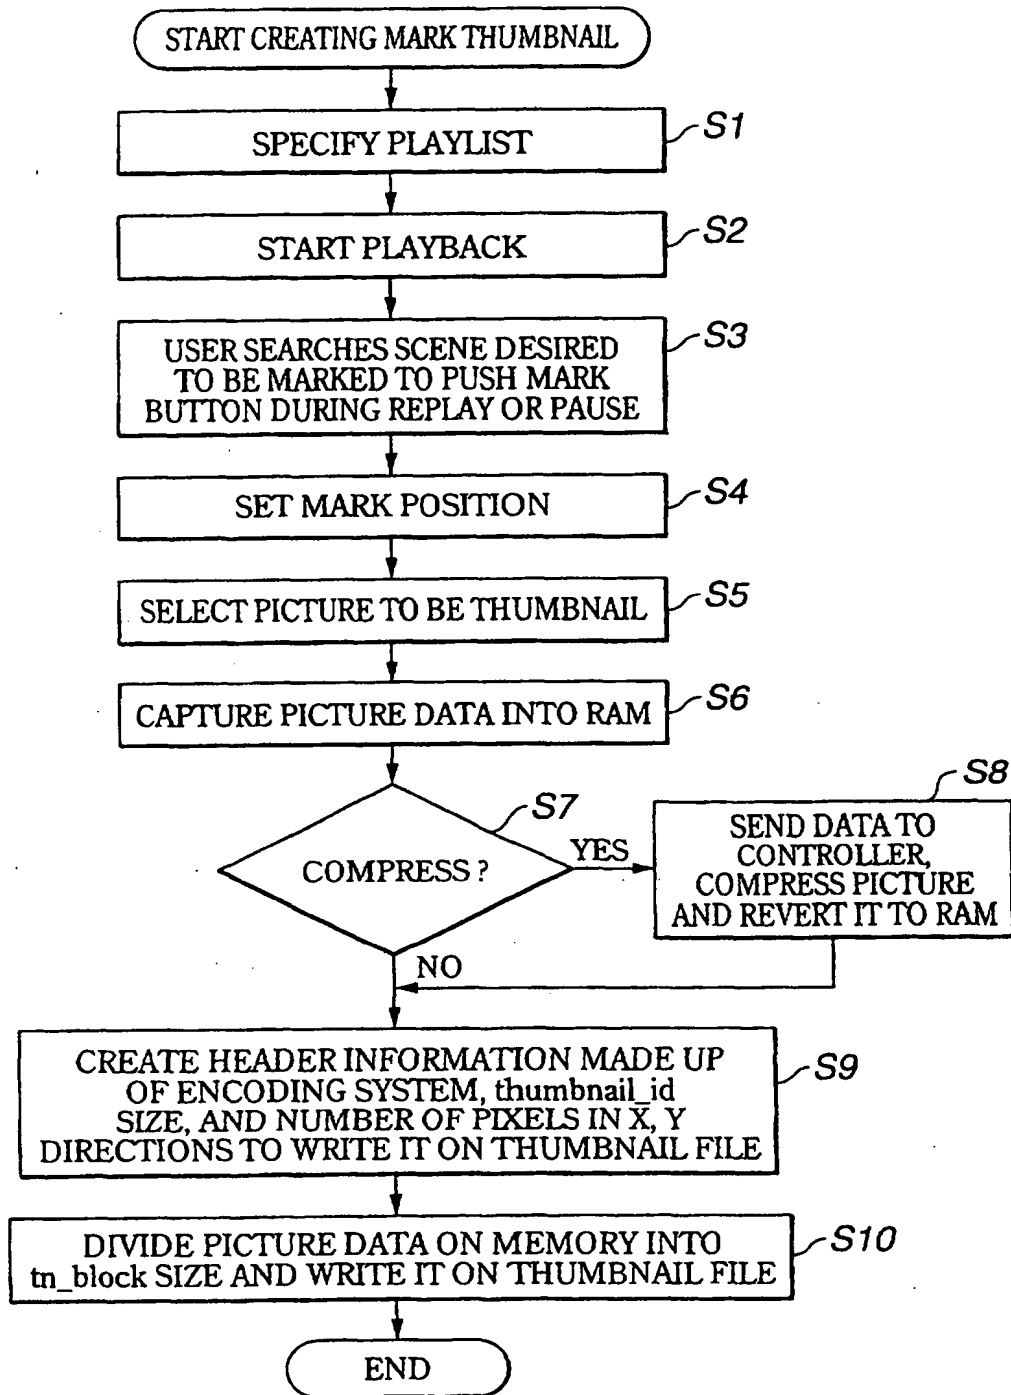 START CREATING MARK THUMBNAIL
SPECIFY PLAYLIST
S1
START PLAYBACK
S2
USER SEARCHES SCENE DESIRED
TO BE MARKED TO PUSH MARK
BUTTON DURING REPLAY OR PAUSE
S3
SET MARK POSITION
S4
SELECT PICTURE TO BE THUMBNAIL
S5
CAPTURE PICTURE DATA INTO RAM
S6
COMPRESS ?
S7
YES
SEND DATA TO
CONTROLLER,
COMPRESS PICTURE
AND REVERT IT TO RAM
S8
NO
CREATE HEADER INFORMATION MADE UP
OF ENCODING SYSTEM, thumbnail_id
SIZE, AND NUMBER OF PIXELS IN X, Y
DIRECTIONS TO WRITE IT ON THUMBNAIL FILE
S9
DIVIDE PICTURE DATA ON MEMORY INTO
tn_block SIZE AND WRITE IT ON THUMBNAIL FILE
S10
END